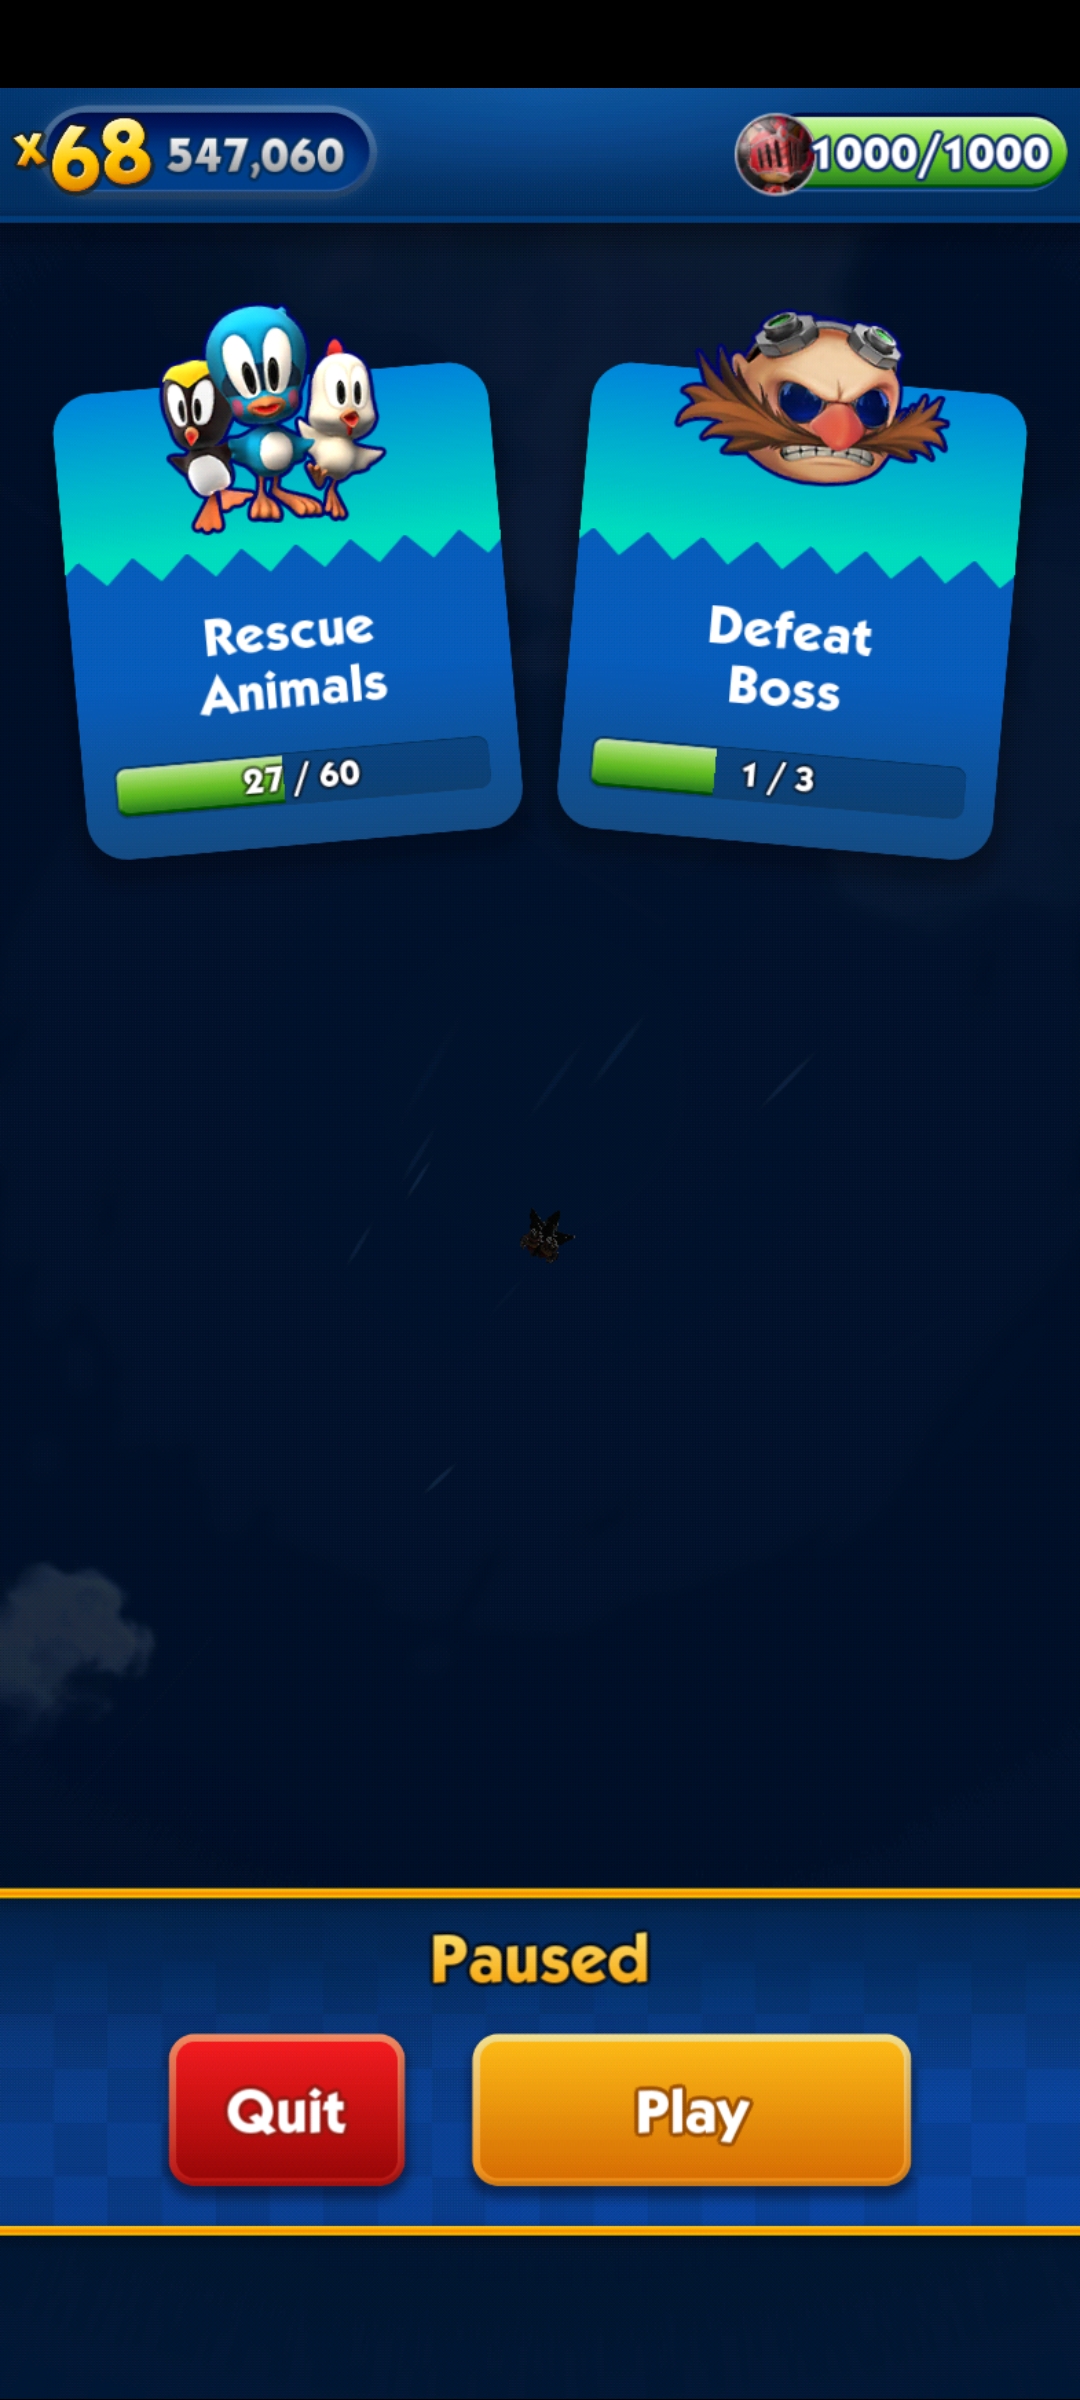 x68 547,060
1000/1000
Rescue
Animals
27 / 60
Defeat
Boss
1 / 3
Paused
Quit
Play